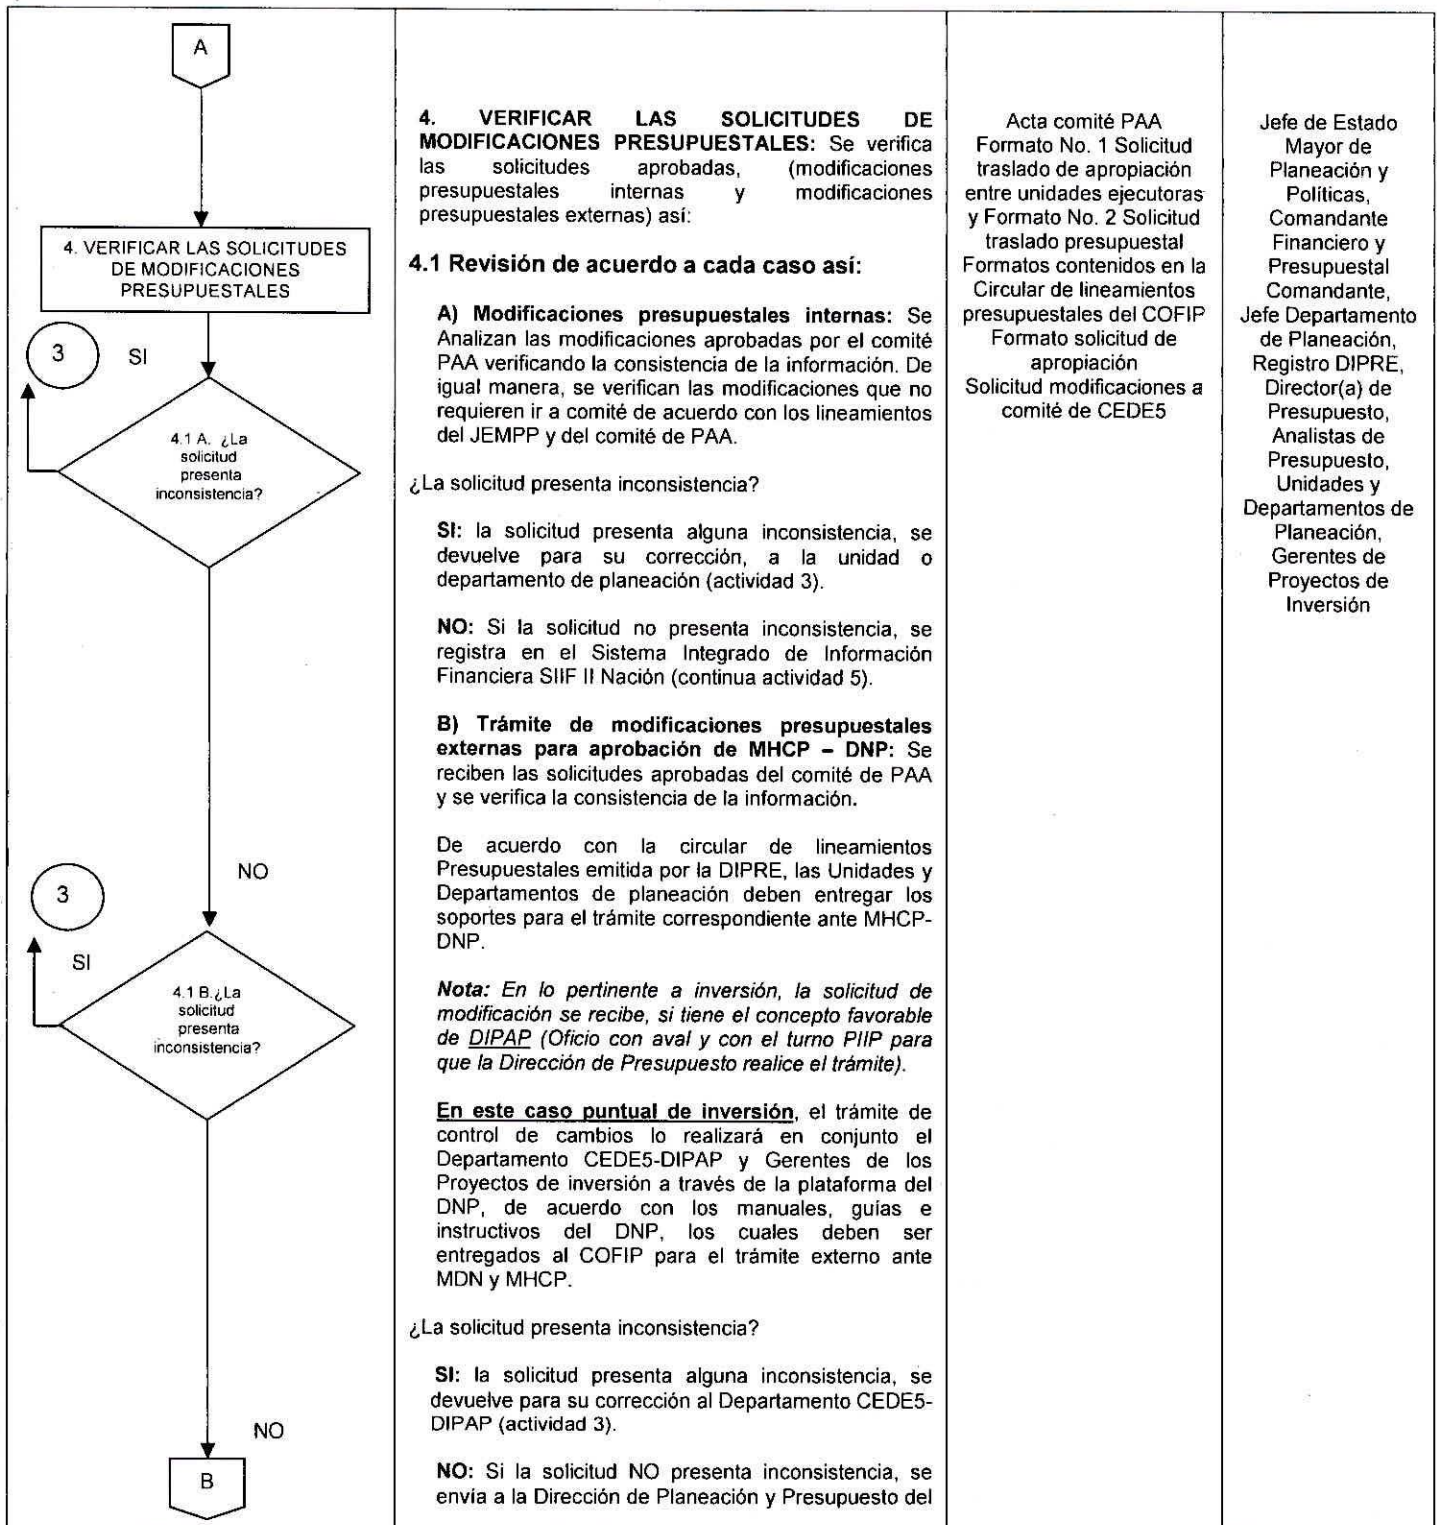 A
4. VERIFICAR LAS SOLICITUDES
DE MODIFICACIONES
PRESUPUESTALES
3
SI
4.1 A. ¿La
solicitud
presenta
inconsistencia?
NO
3
SI
4.1 B.¿La
solicitud
presenta
inconsistencia?
NO
B
4. VERIFICAR LAS SOLICITUDES DE
MODIFICACIONES PRESUPUESTALES: Se verifica
las solicitudes aprobadas, (modificaciones
presupuestales internas y modificaciones
presupuestales externas) así:
4.1 Revisión de acuerdo a cada caso así:
A) Modificaciones presupuestales internas: Se
Analizan las modificaciones aprobadas por el comité
PAA verificando la consistencia de la información. De
igual manera, se verifican las modificaciones que no
requieren ir a comité de acuerdo con los lineamientos
del JEMPP y del comité de PAA.
¿La solicitud presenta inconsistencia?
SI: la solicitud presenta alguna inconsistencia, se
devuelve para su corrección, a la unidad o
departamento de planeación (actividad 3).
NO: Si la solicitud no presenta inconsistencia, se
registra en el Sistema Integrado de Información
Financiera SIIF II Nación (continua actividad 5).
B) Trámite de modificaciones presupuestales
externas para aprobación de MHCP – DNP: Se
reciben las solicitudes aprobadas del comité de PAA
y se verifica la consistencia de la información.
De acuerdo con la circular de lineamientos
Presupuestales emitida por la DIPRE, las Unidades y
Departamentos de planeación deben entregar los
soportes para el trámite correspondiente ante MHCP-
DNP.
Nota: En lo pertinente a inversión, la solicitud de
modificación se recibe, si tiene el concepto favorable
de DIPAP (Oficio con aval y con el turno PIIP para
que la Dirección de Presupuesto realice el trámite).
En este caso puntual de inversión, el trámite de
control de cambios lo realizará en conjunto el
Departamento CEDE5-DIPAP y Gerentes de los
Proyectos de inversión a través de la plataforma del
DNP, de acuerdo con los manuales, guías e
instructivos del DNP, los cuales deben ser
entregados al COFIP para el trámite externo ante
MDN y MHCP.
¿La solicitud presenta inconsistencia?
SI: la solicitud presenta alguna inconsistencia, se
devuelve para su corrección al Departamento CEDE5-
DIPAP (actividad 3).
NO: Si la solicitud NO presenta inconsistencia, se
envía a la Dirección de Planeación y Presupuesto del
Acta comité PAA
Formato No. 1 Solicitud
traslado de apropiación
entre unidades ejecutoras
y Formato No. 2 Solicitud
traslado presupuestal
Formatos contenidos en la
Circular de lineamientos
presupuestales del COFIP
Formato solicitud de
apropiación
Solicitud modificaciones a
comité de CEDE5
Jefe de Estado
Mayor de
Planeación y
Políticas,
Comandante
Financiero y
Presupuestal
Comandante,
Jefe Departamento
de Planeación,
Registro DIPRE,
Director(a) de
Presupuesto,
Analistas de
Presupuesto,
Unidades y
Departamentos de
Planeación,
Gerentes de
Proyectos de
Inversión